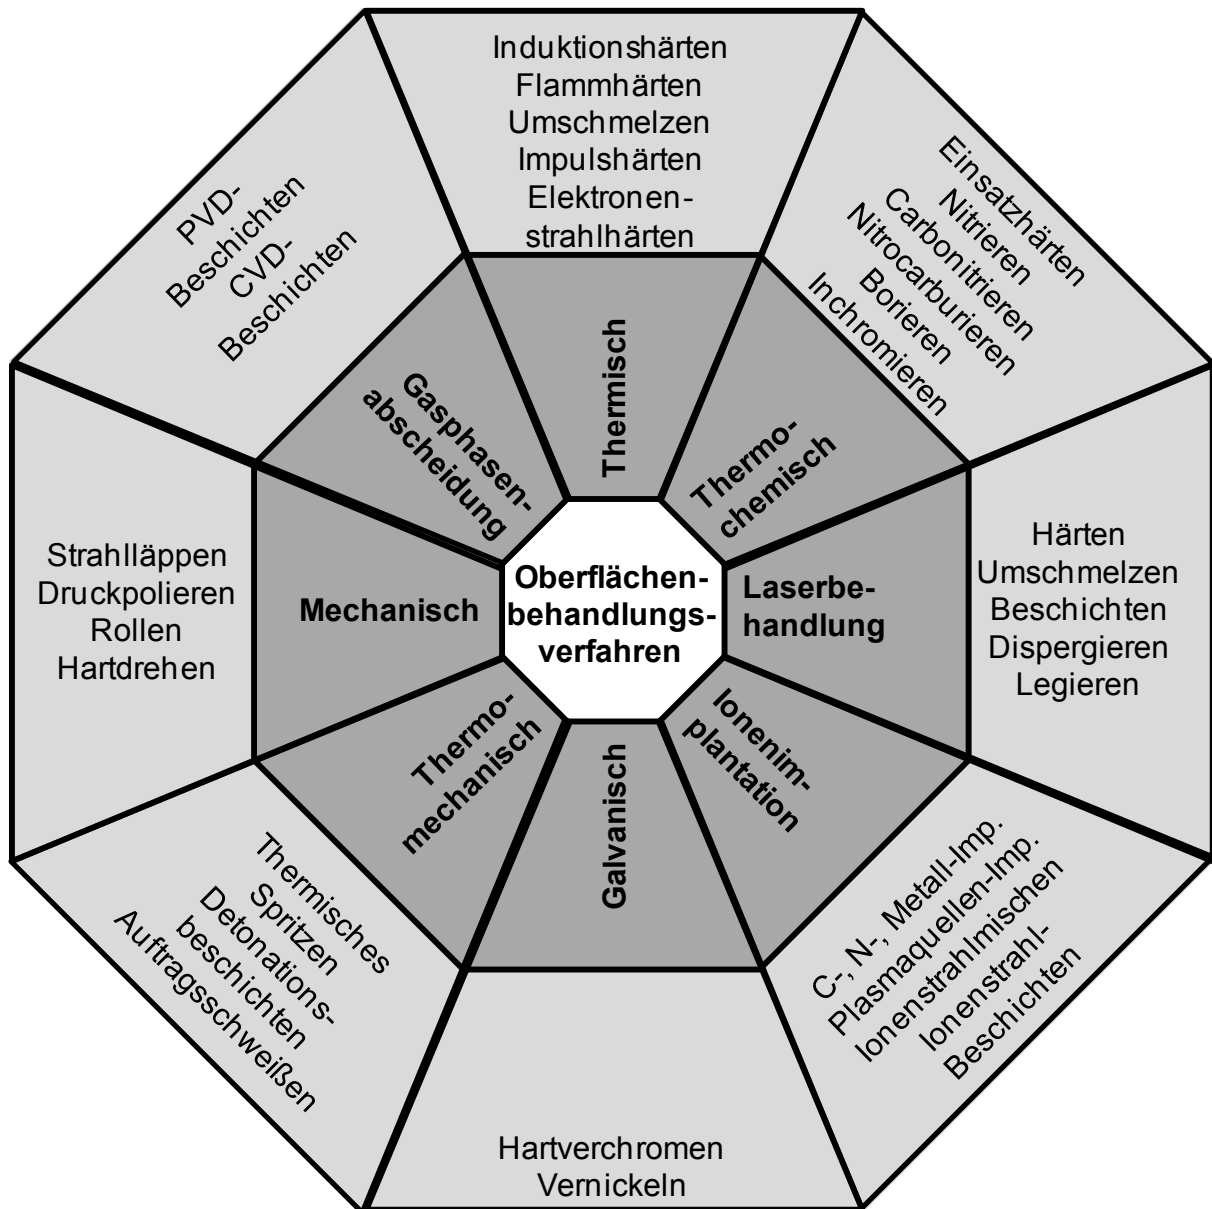 Induktionshärten
Flammhärten
Umschmelzen
Impulshärten
Elektronen-
strahlhärten
Thermisch
Einsatzhärten
Nitrieren
Carbonitrieren
Nitrocarburieren
Borieren
Inchromieren
Thermo-
chemisch
Härten
Umschmelzen
Beschichten
Dispergieren
Legieren
Laserbe-
handlung
C-, N-, Metall-Imp.
Plasmaquellen-Imp.
Ionenstrahlmischen
Ionenstrahl-
Beschichten
Ionenim-
plantation
Hartverchromen
Vernickeln
Galvanisch
Thermisches
Spritzen
Detonations-
beschichten
Auftragsschweißen
Thermo-
mechanisch
Strahlläppen
Druckpolieren
Rollen
Hartdrehen
Mechanisch
PVD-
Beschichten
CVD-
Beschichten
Gasphasen-
abscheidung
Oberflächen-
behandlungs-
verfahren